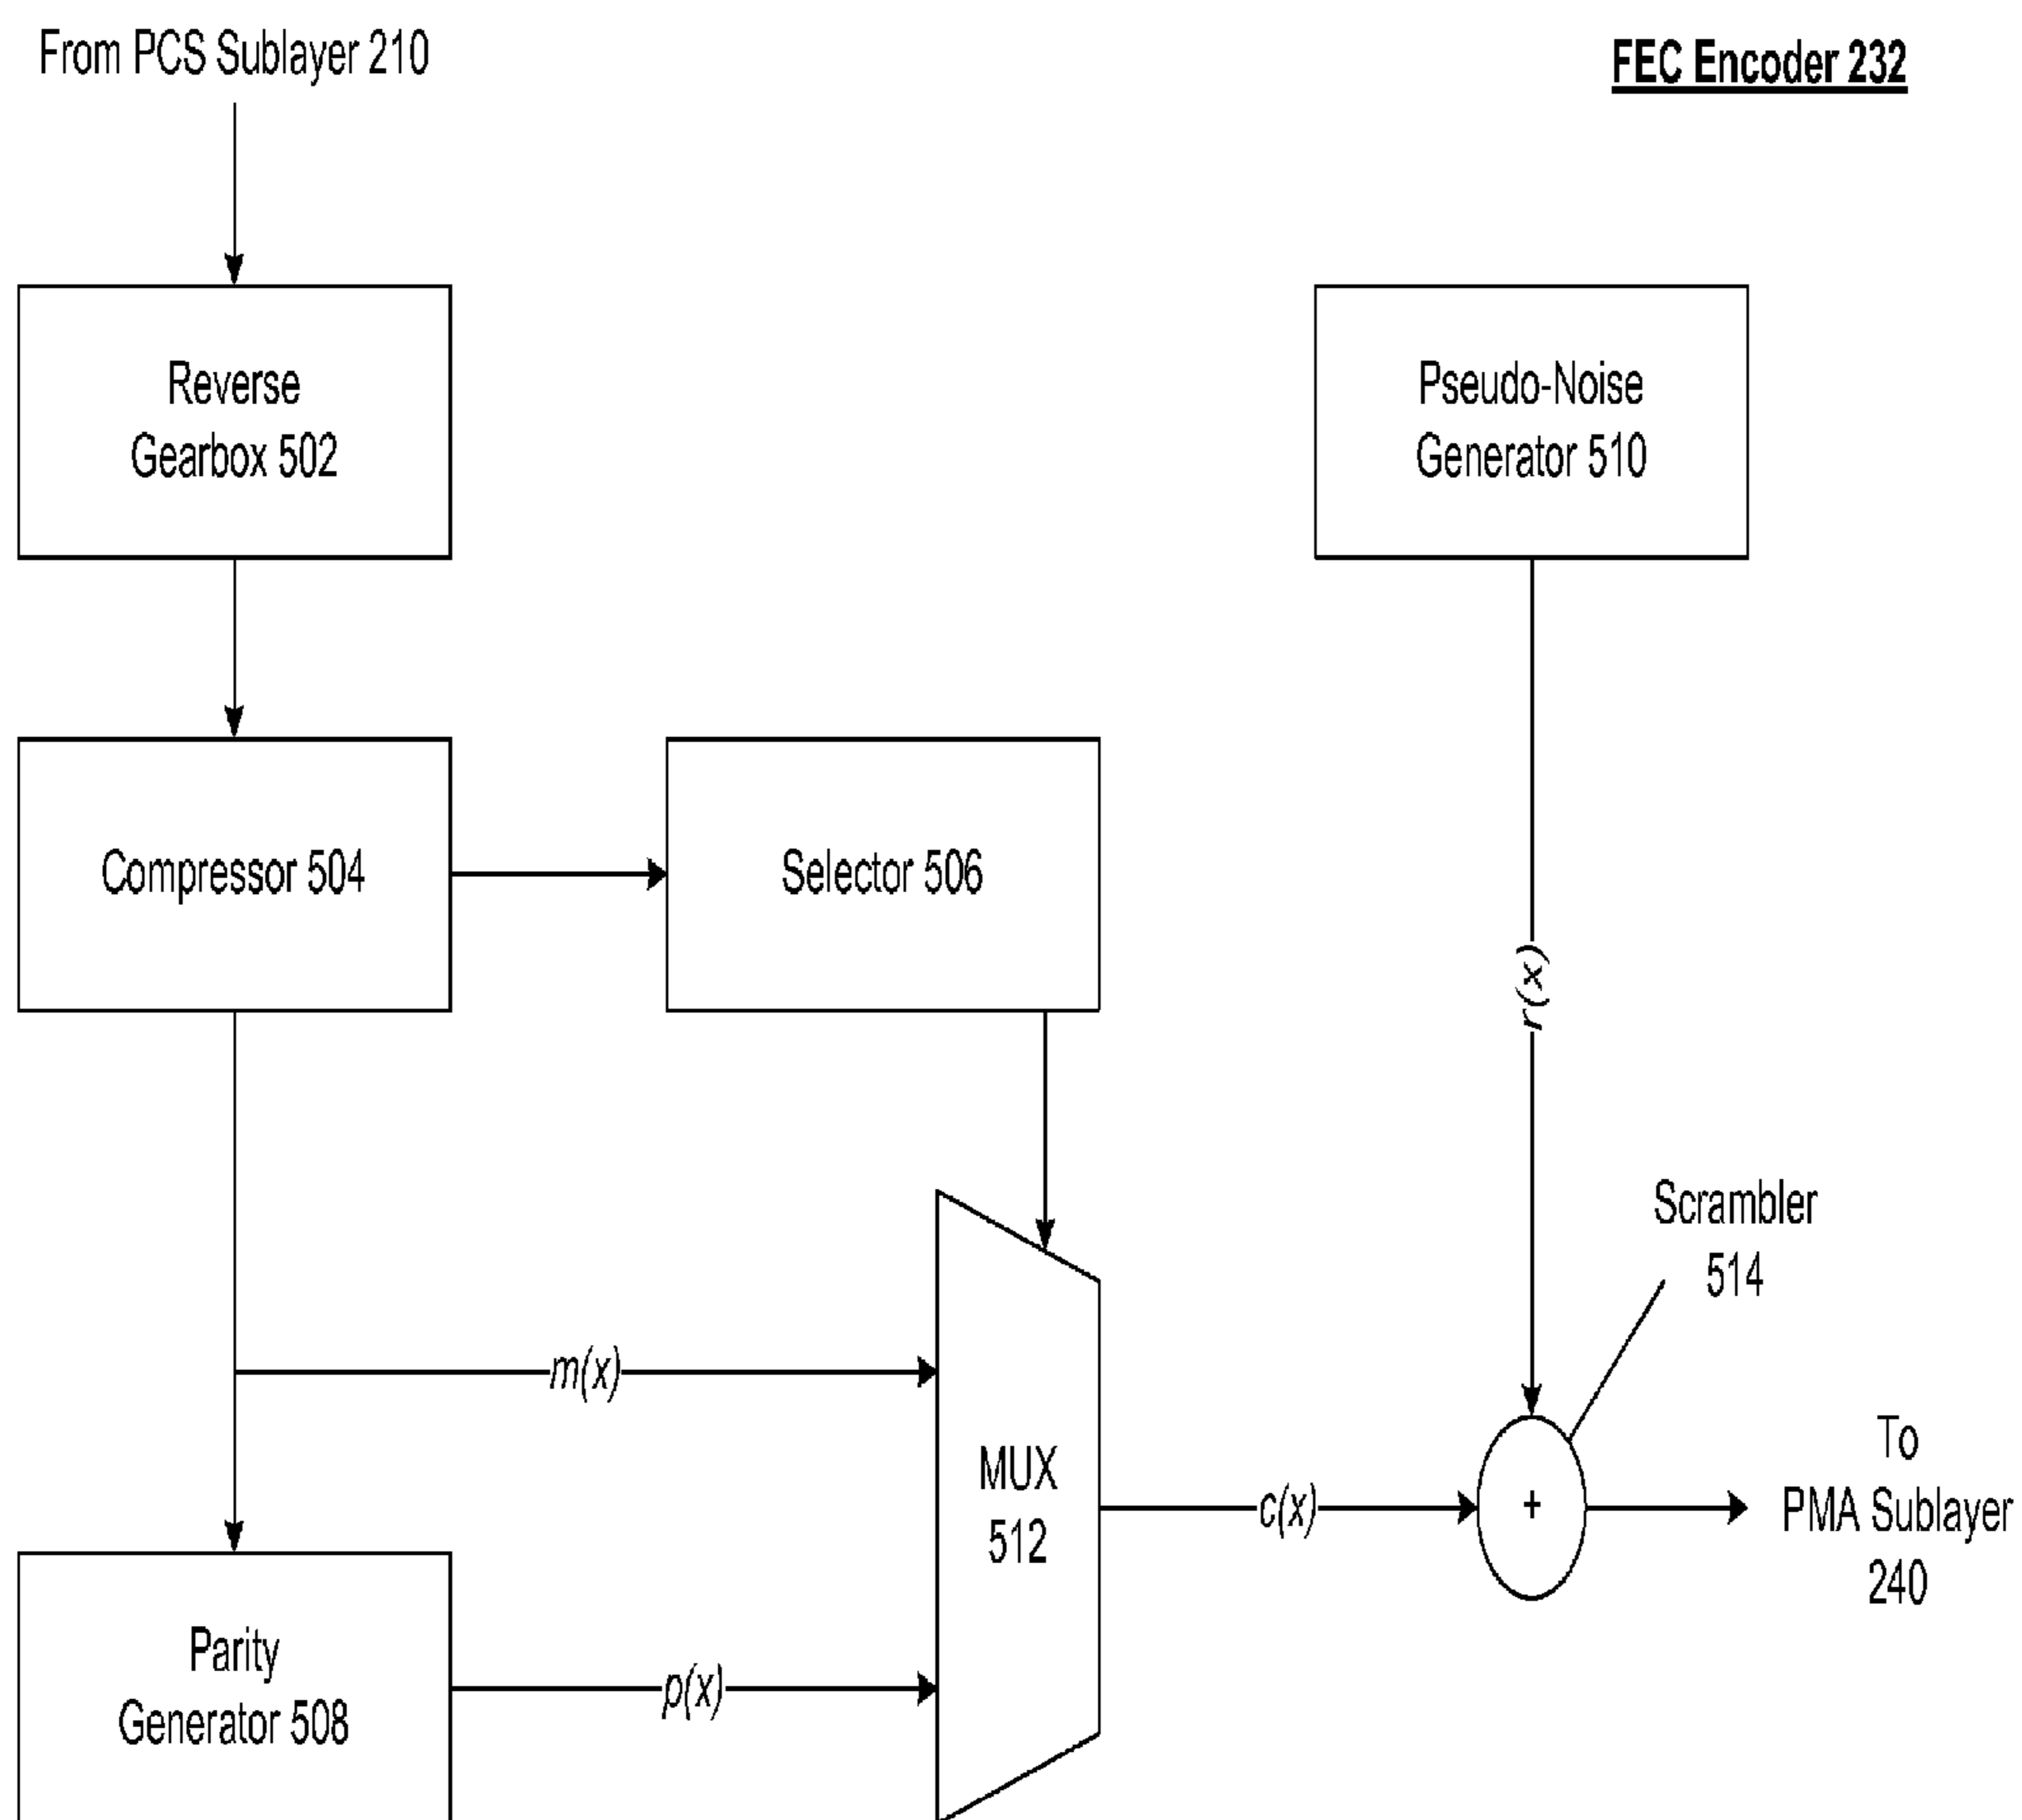 From PCS Sublayer 210
FEC Encoder 232
Reverse
Gearbox 502
Pseudo-Noise
Generator 510
Compressor 504
Selector 506
r(x)
Scrambler
514
m(x)
MUX
512
c(x)
+
To
PMA Sublayer
240
Parity
Generator 508
p(x)